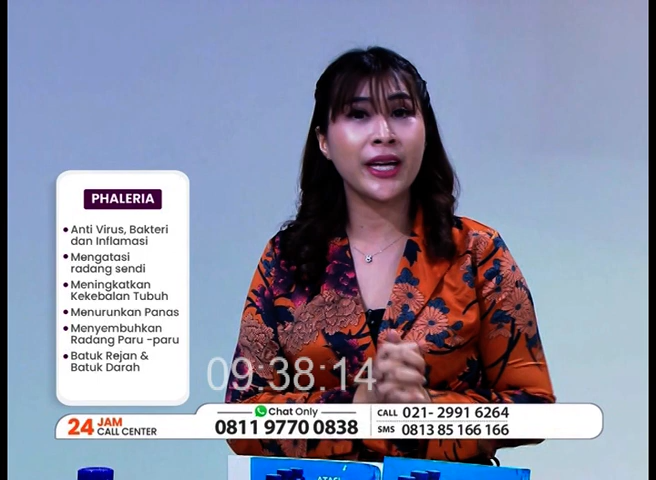 PHALERIA
Anti Virus, Bakteri
dan Inflamasi
Mengatasi
radang sendi
Meningkatkan
Kekebalan Tubuh
Menurunkan Panas
Menyembuhkan
Radang Paru -paru
Batuk Rejan &
Batuk Darah
09:38:14
24 JAM
CALL CENTER
Chat Only
0811 9770 0838
CALL 021- 2991 6264
SMS 0813 85 166 166
ATASI